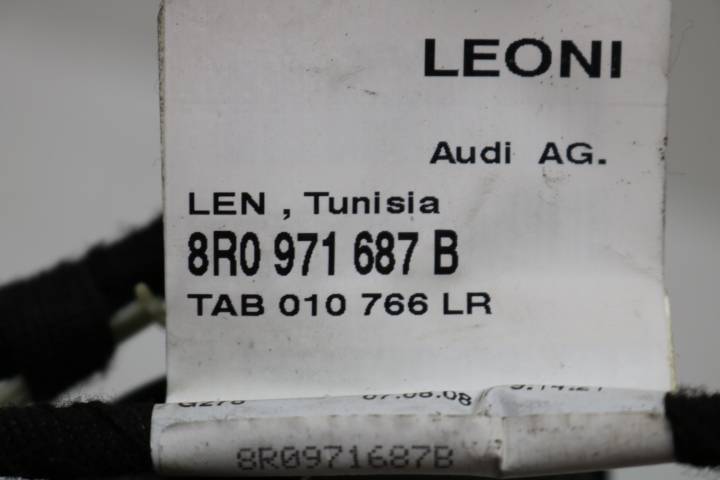 LEONI
Audi AG.
LEN , Tunisia
8R0 971 687 B
TAB 010 766 LR
8R0971687B